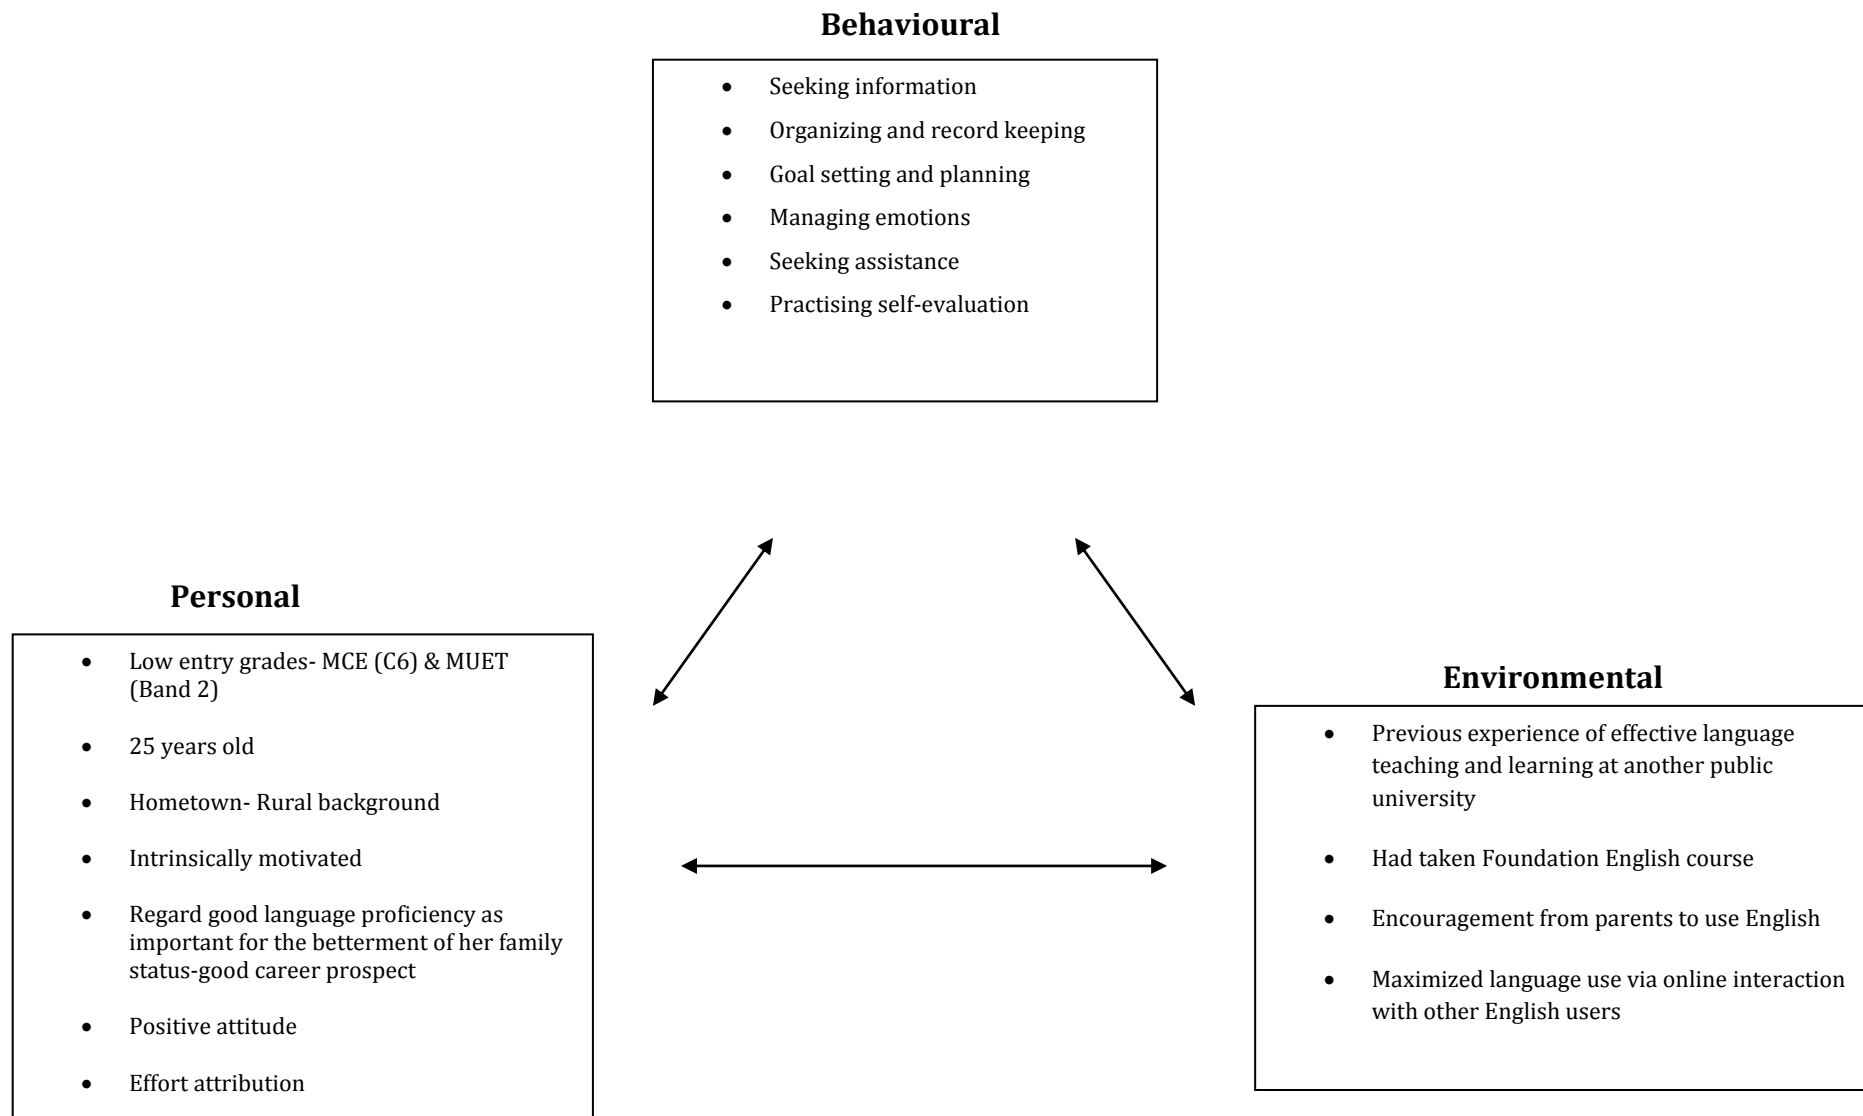 Behavioural
• Seeking information
• Organizing and record keeping
• Goal setting and planning
• Managing emotions
• Seeking assistance
• Practising self-evaluation
Personal
• Low entry grades- MCE (C6) & MUET
(Band 2)
• 25 years old
• Hometown- Rural background
• Intrinsically motivated
• Regard good language proficiency as
important for the betterment of her family
status-good career prospect
• Positive attitude
• Effort attribution
Environmental
• Previous experience of effective language
teaching and learning at another public
university
• Had taken Foundation English course
• Encouragement from parents to use English
• Maximized language use via online interaction
with other English users